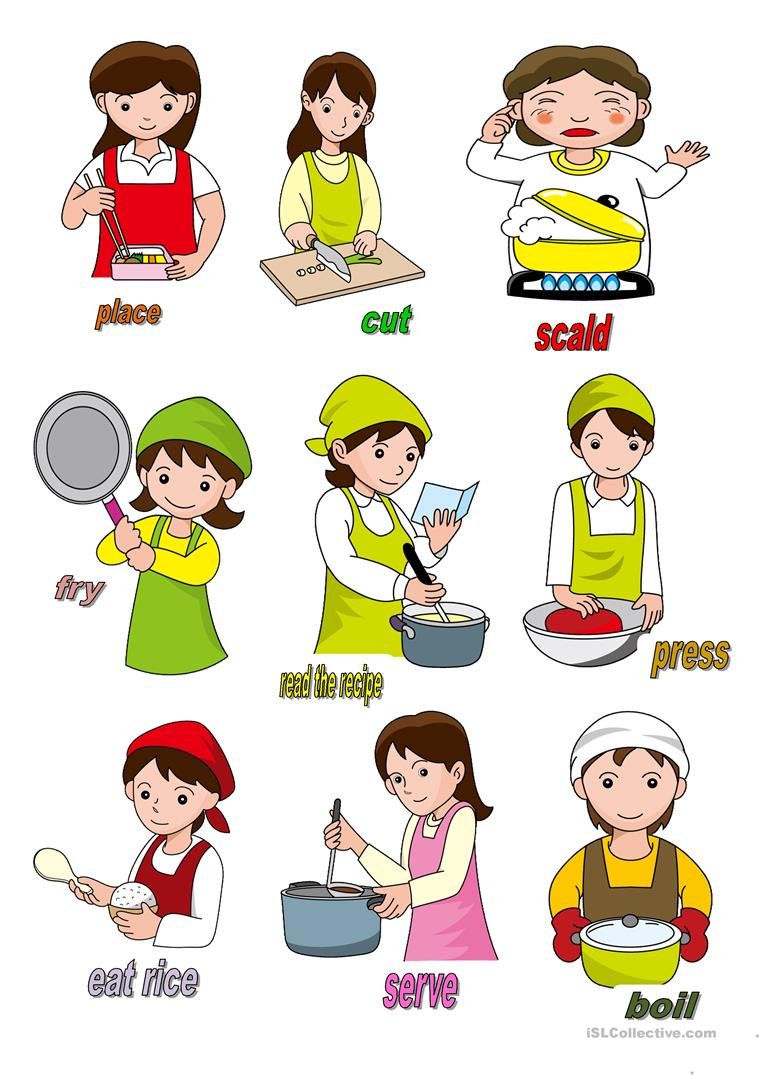 place
cut
scald
fry
read the recipe
press
eat rice
serve
boil
iSLCollective.com